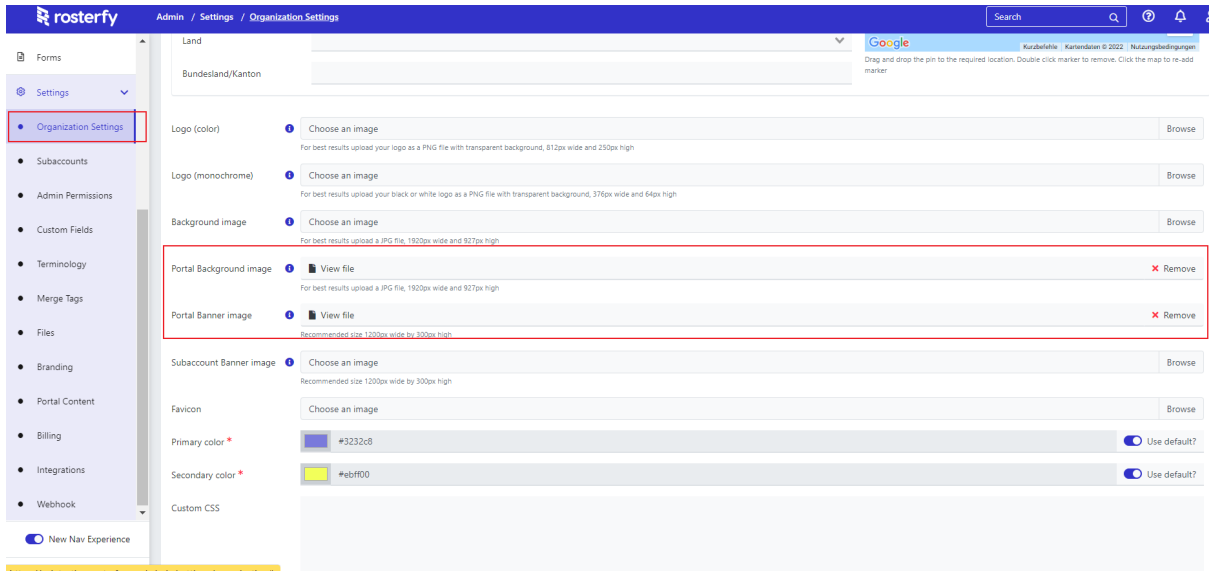 rosterfy
Admin / Settings / Organization Settings
Search
Forms
Settings
Organization Settings
Subaccounts
Admin Permissions
Custom Fields
Terminology
Merge Tags
Files
Branding
Portal Content
Billing
Integrations
Webhook
New Nav Experience
Land
Bundesland/Kanton
Google
Kurzbefehle
Kartendaten © 2022
Nutzungsbedingungen
Drag and drop the pin to the required location. Double click marker to remove. Click the map to re-add
marker
Logo (color)
Choose an image
Browse
For best results upload your logo as a PNG file with transparent background, 812px wide and 250px high
Logo (monochrome)
Choose an image
Browse
For best results upload your black or white logo as a PNG file with transparent background, 376px wide and 64px high
Background image
Choose an image
Browse
For best results upload a JPG file, 1920px wide and 927px high
Portal Background image
View file
Remove
For best results upload a JPG file, 1920px wide and 927px high
Portal Banner image
View file
Remove
Recommended size 1200px wide by 300px high
Subaccount Banner image
Choose an image
Browse
Recommended size 1200px wide by 300px high
Favicon
Choose an image
Browse
Primary color *
#3232c8
Use default?
Secondary color *
#ebff00
Use default?
Custom CSS